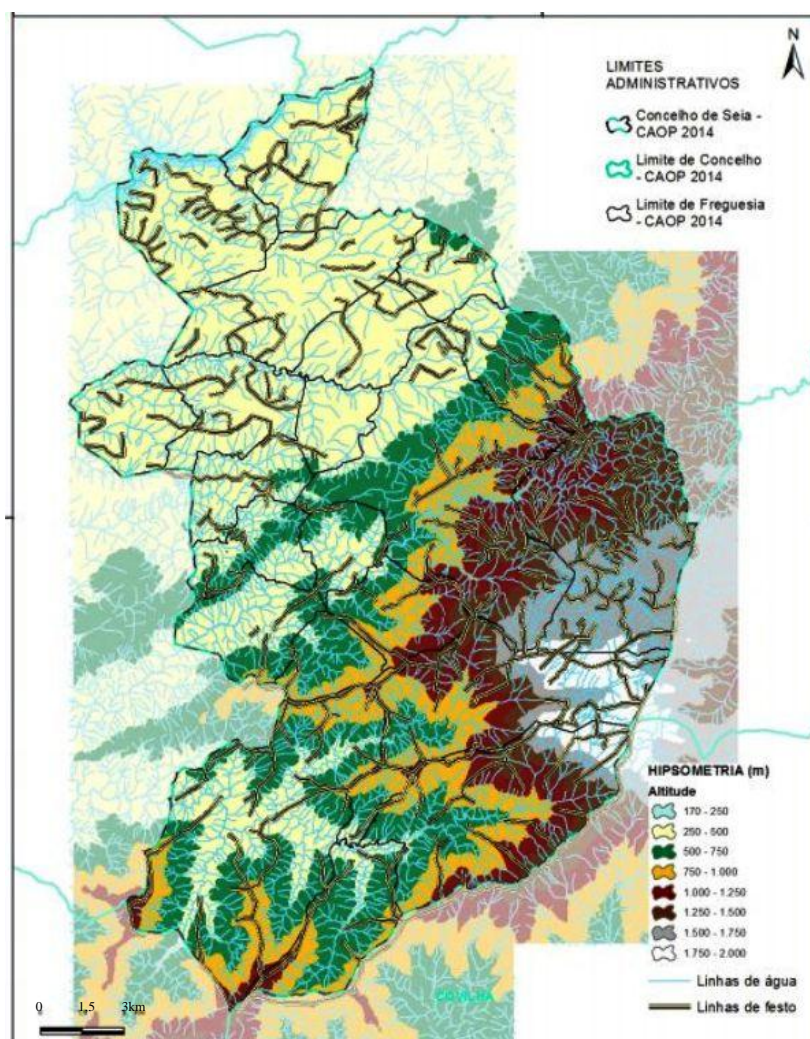 N
LIMITES
ADMINISTRATIVOS
Concelho de Seia -
CAOP 2014
Limite de Concelho
- CAOP 2014
Limite de Freguesia
- CAOP 2014
HIPSOMETRIA (m)
Altitude
170 - 250
250 - 500
500 - 750
750 - 1.000
1.000 - 1.250
1.250 - 1.500
1.500 - 1.750
1.750 - 2.000
Linhas de água
Linhas de festo
0 1,5 3km
COVILHÃ